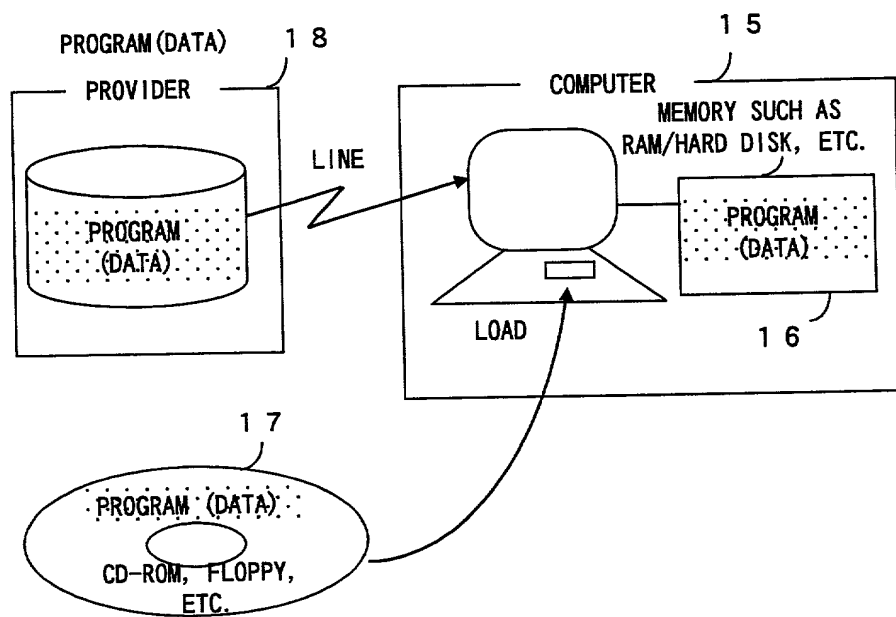 PROGRAM(DATA)
18
PROVIDER
PROGRAM
(DATA)
LINE
15
COMPUTER
MEMORY SUCH AS
RAM/HARD DISK, ETC.
PROGRAM
(DATA)
LOAD
16
17
PROGRAM (DATA)
CD-ROM, FLOPPY,
ETC.